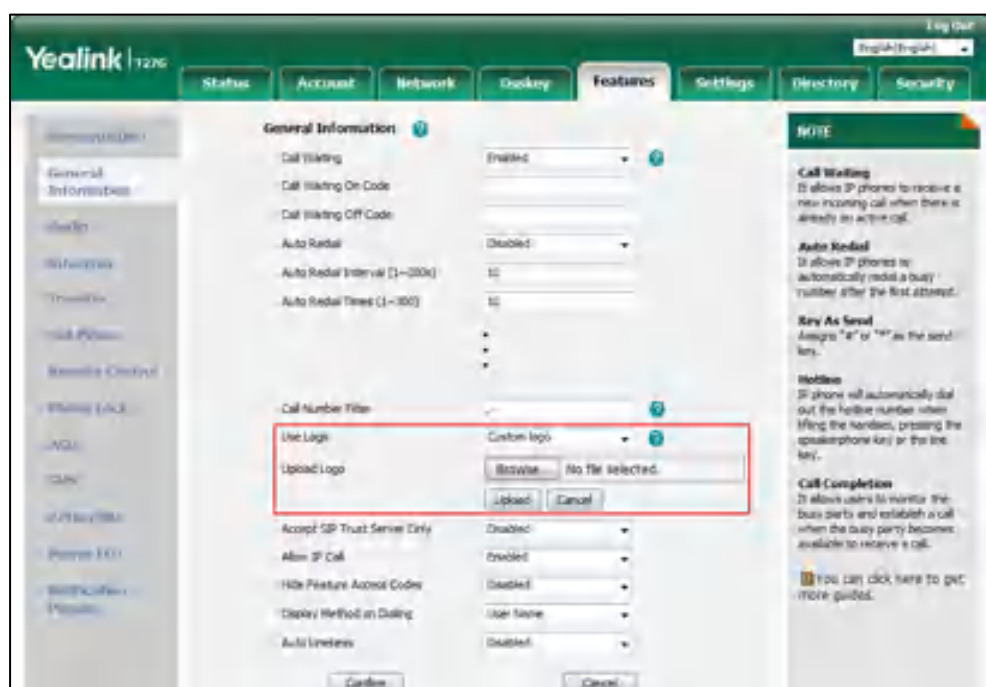 Log Out
English(English)
Yealink
Status Account Network Dsskey Features Settings Directory Security
General Information
Call Waiting Enabled
Call Waiting On Code
Call Waiting Off Code
Auto Redial Disabled
Auto Redial Interval (1~300s) 10
Auto Redial Times (1~300) 10
Call Number Filter
Use Logo Custom logo
Upload Logo Browse... No file selected.
Upload Cancel
Accept SIP Trust Server Only Disabled
Allow IP Call Enabled
Hide Feature Access Codes Disabled
Display Method on Dialing User Name
Auto Linekeys Disabled
Confirm Cancel
General
Information
Audio
Transfer
Remote Control
Phone Lock
Notification
Popups
NOTE
Call Waiting
It allows IP phones to receive a
new incoming call when there is
already an active call.
Auto Redial
It allows IP phones to
automatically redial a busy
number after the first attempt.
Key As Send
Assigns "#" or "*" as the send
key.
Hotline
IP phone will automatically dial
out the hotline number when
lifting the handset, pressing the
speakerphone key or the line
key.
Call Completion
It allows users to monitor the
busy party and establish a call
when the busy party becomes
available to receive a call.
You can click here to get
more guides.